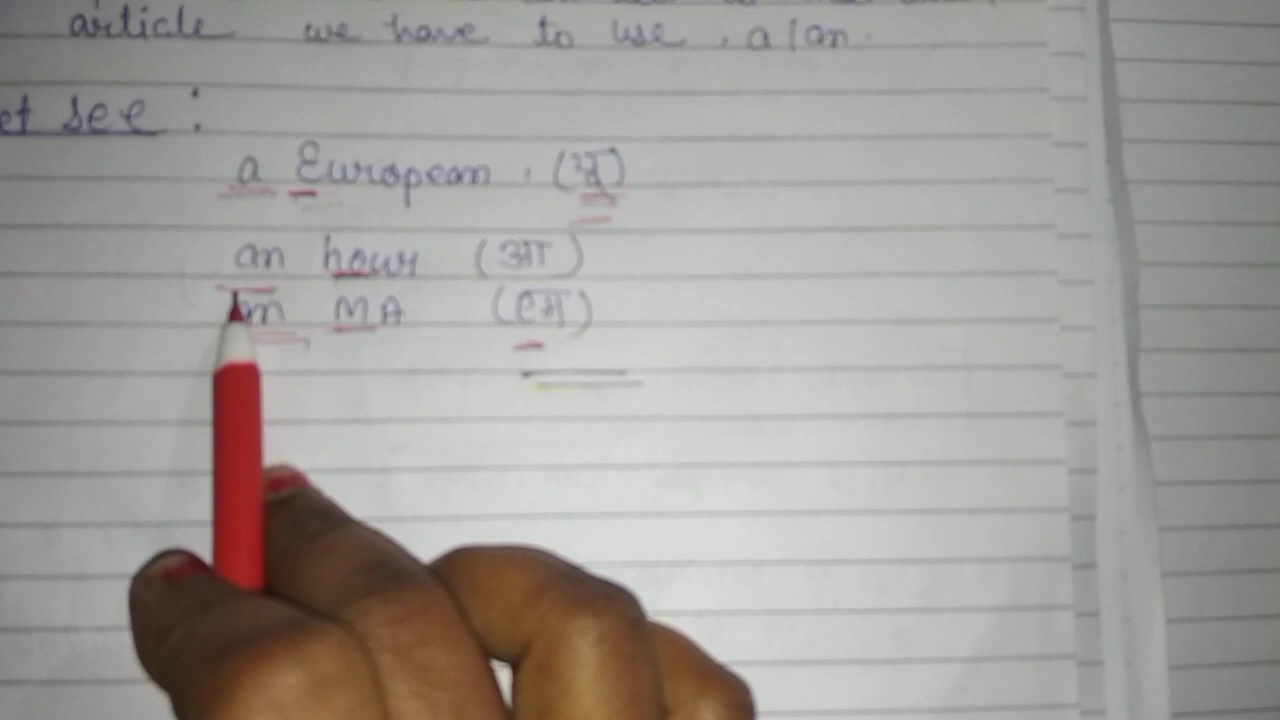 article we have to use . a/an.
et see :
a European . (यू)
an hour (आ)
an MA (एम)